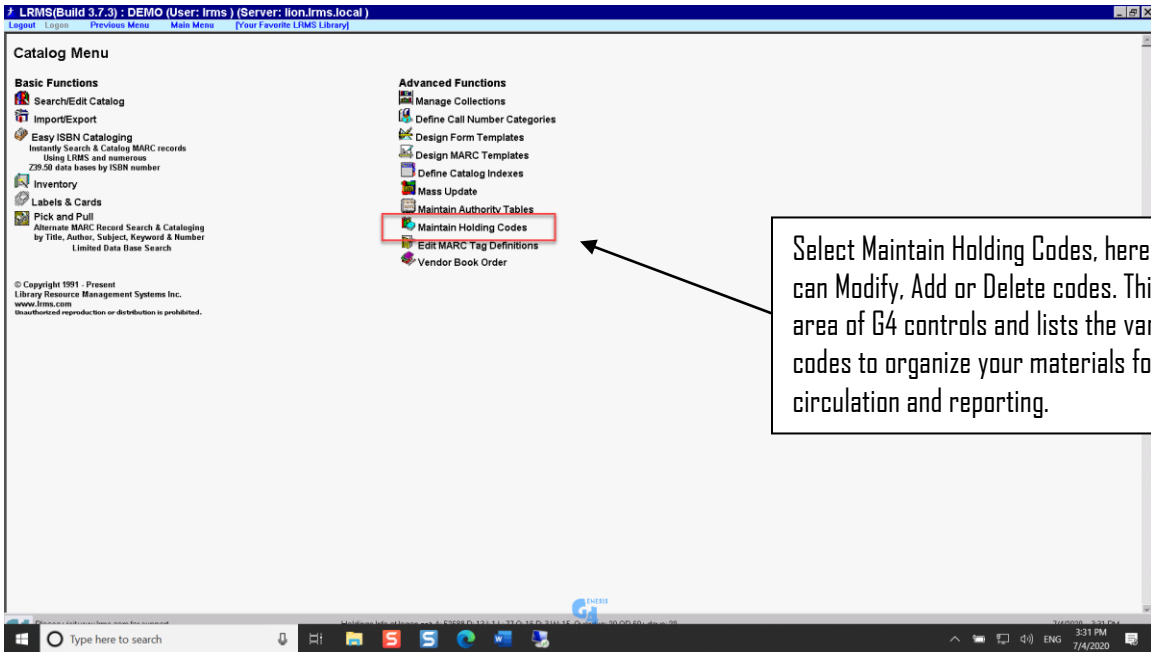 LRMS(Build 3.7.3) : DEMO (User: lrms ) (Server: lion.lrms.local )
Logout Logon Previous Menu Main Menu [Your Favorite LRMS Library]
Catalog Menu
Basic Functions
Search/Edit Catalog
Import/Export
Easy ISBN Cataloging
Instantly Search & Catalog MARC records
Using LRMS and numerous
Z39.50 data bases by ISBN number
Inventory
Labels & Cards
Pick and Pull
Alternate MARC Record Search & Cataloging
by Title, Author, Subject, Keyword & Number
Limited Data Base Search
© Copyright 1991 - Present
Library Resource Management Systems Inc.
www.lrms.com
Unauthorized reproduction or distribution is prohibited.
Advanced Functions
Manage Collections
Define Call Number Categories
Design Form Templates
Design MARC Templates
Define Catalog Indexes
Mass Update
Maintain Authority Tables
Maintain Holding Codes
Edit MARC Tag Definitions
Vendor Book Order
Select Maintain Holding Codes, here
can Modify, Add or Delete codes. Thi
area of G4 controls and lists the var
codes to organize your materials fo
circulation and reporting.
GENESIS
G4
Type here to search
ENG
3:31 PM
7/4/2020